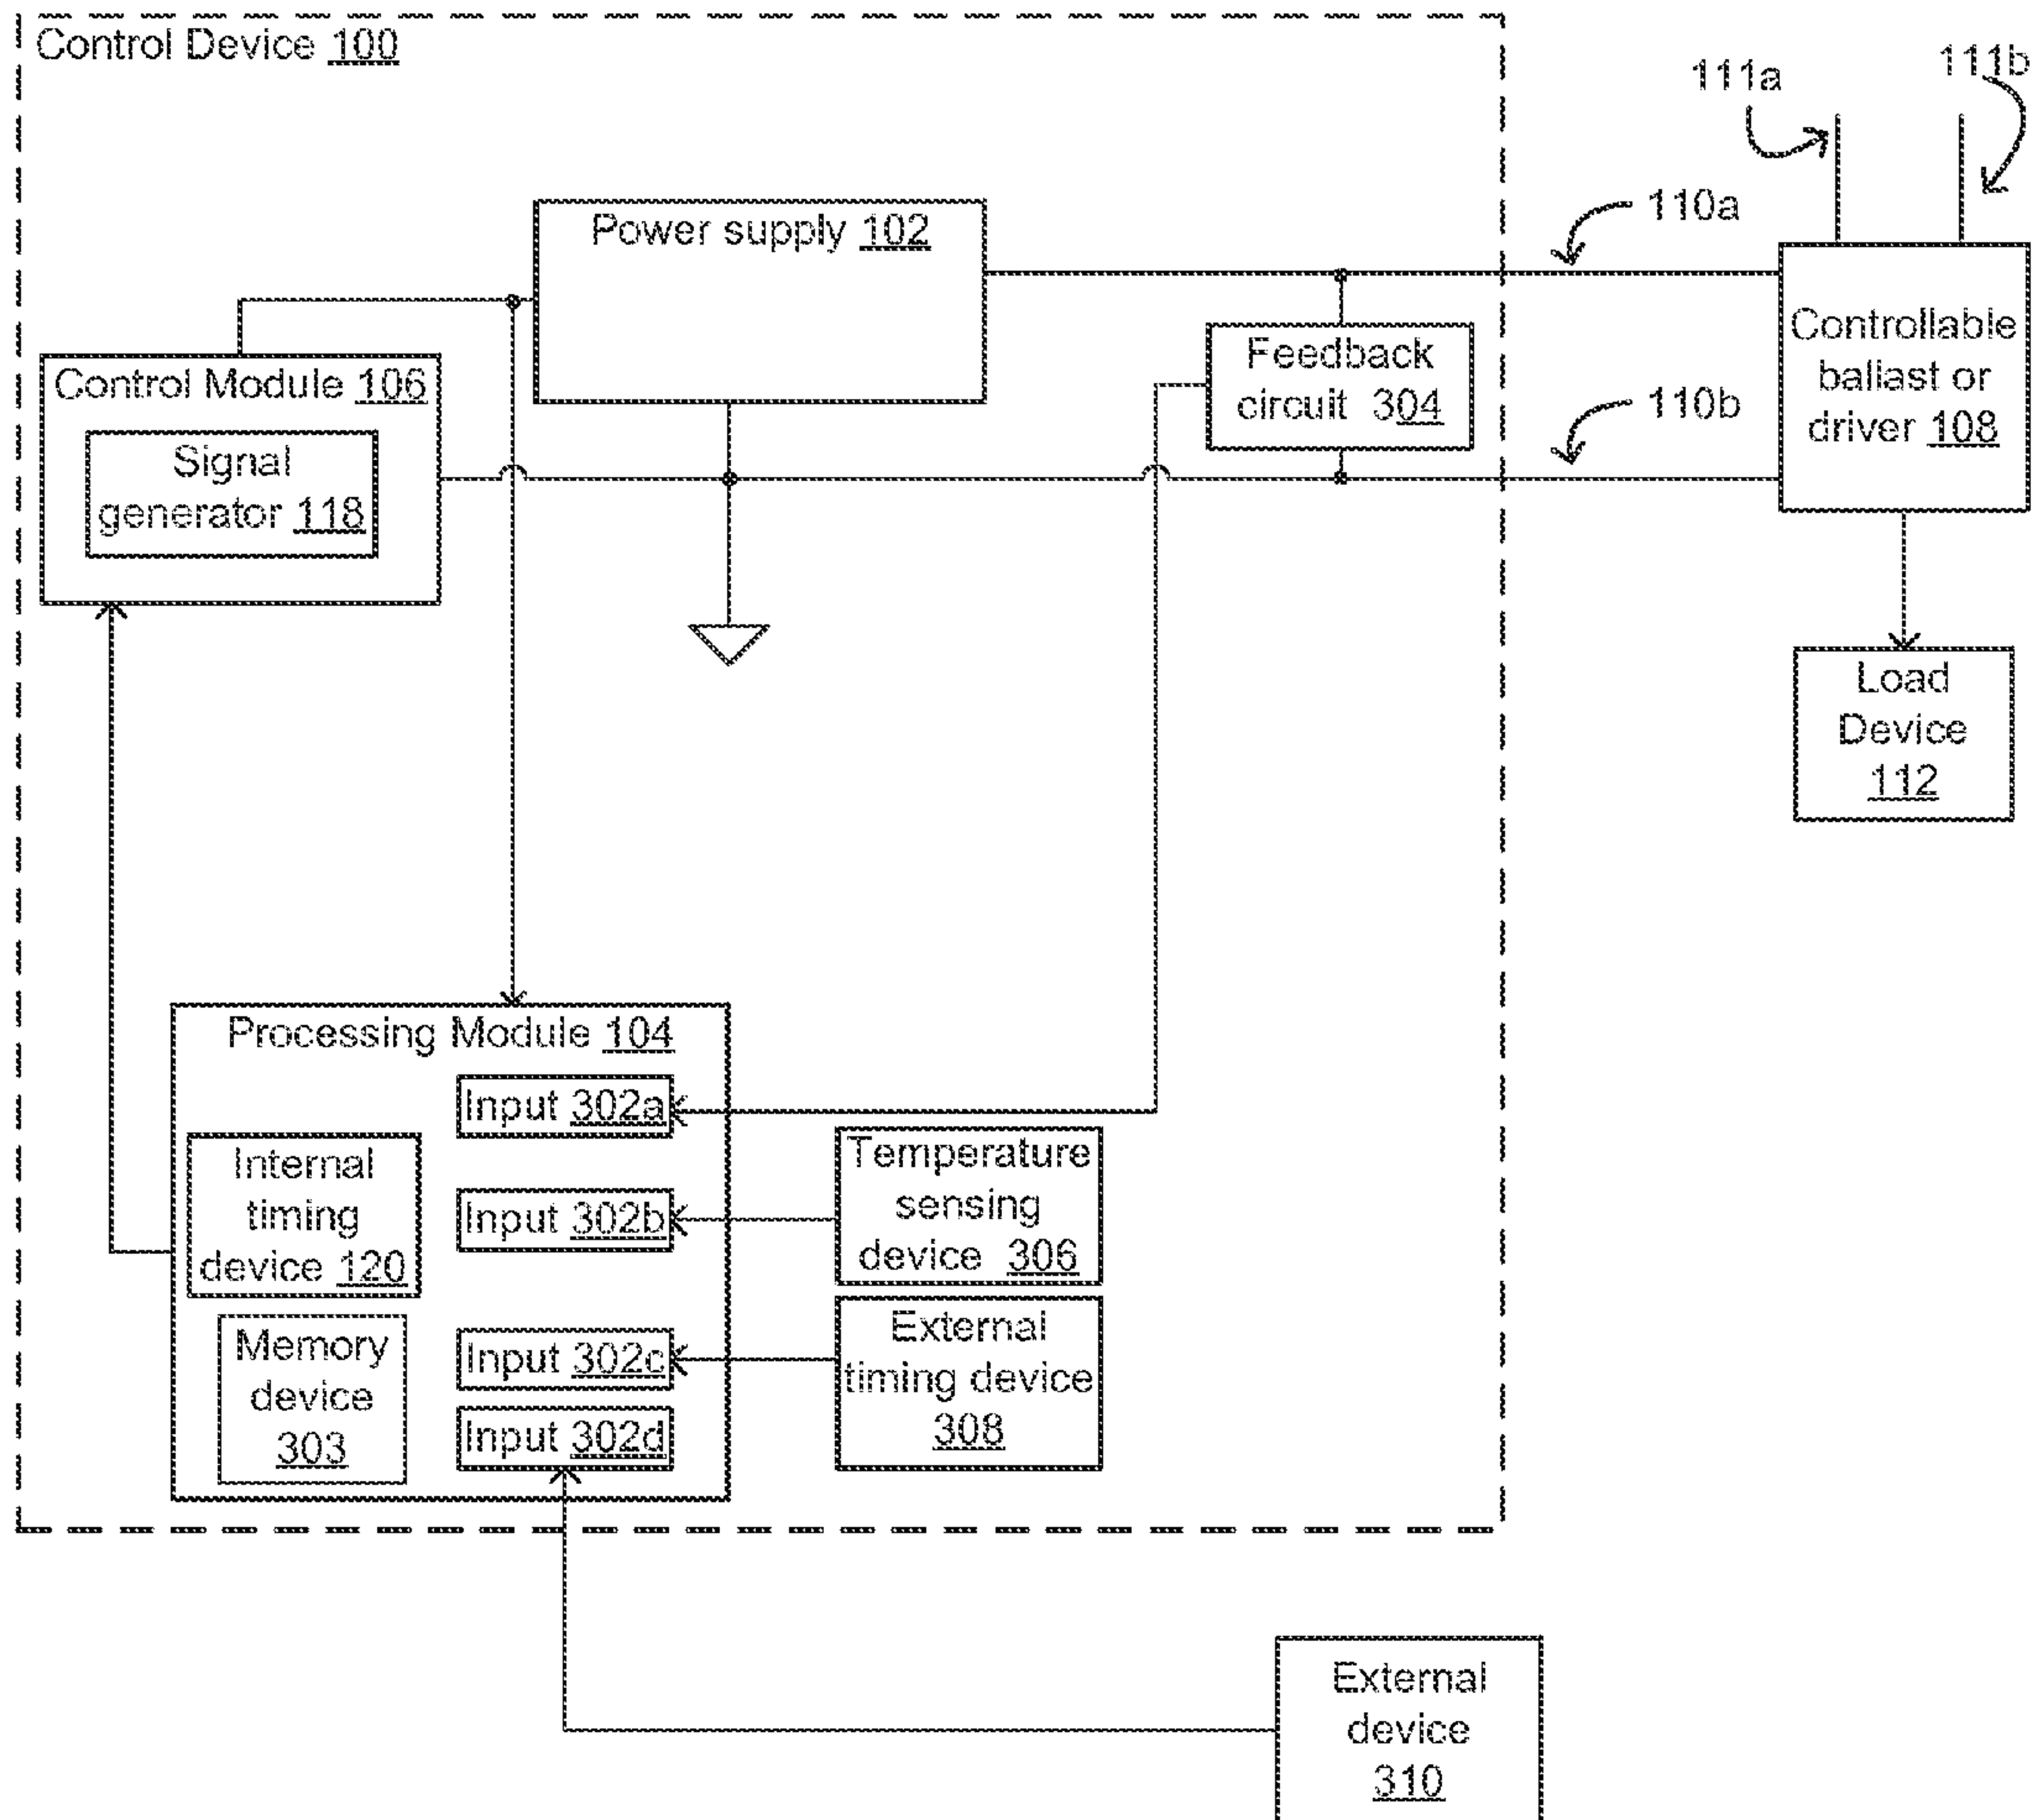 Control Device 100
111a
111b
Power supply 102
110a
Controllable
ballast or
driver 108
Feedback
circuit 304
Control Module 106
110b
Signal
generator 118
Load
Device
112
Processing Module 104
Input 302a
Internal
timing
device 120
Temperature
sensing
device 306
Input 302b
External
timing device
308
Input 302c
Memory
device
303
Input 302d
External
device
310